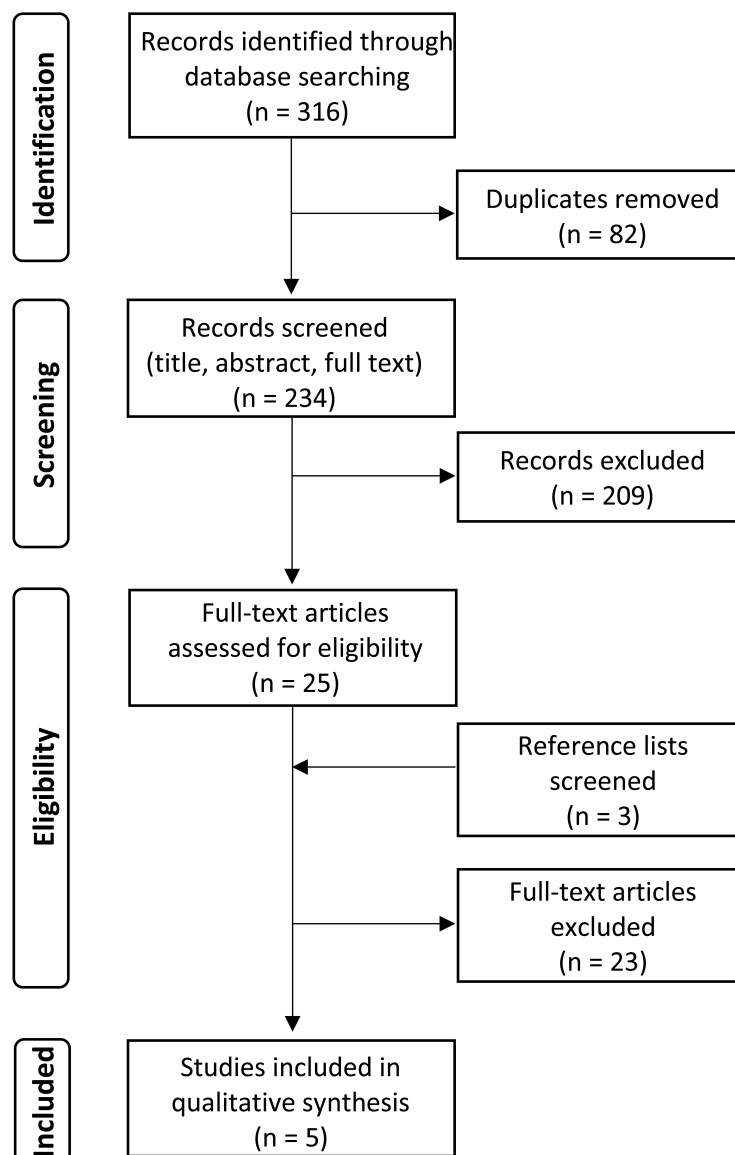 Identification
Records identified through
database searching
(n = 316)
Duplicates removed
(n = 82)
Screening
Records screened
(title, abstract, full text)
(n = 234)
Records excluded
(n = 209)
Eligibility
Full-text articles
assessed for eligibility
(n = 25)
Reference lists
screened
(n = 3)
Full-text articles
excluded
(n = 23)
Included
Studies included in
qualitative synthesis
(n = 5)